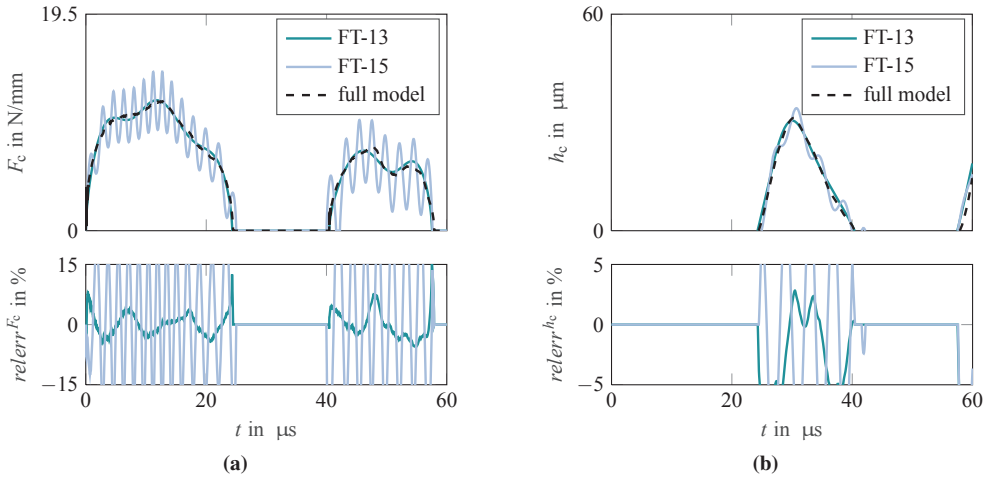 19.5
F_c in N/mm
0
FT-13
FT-15
full model
15
relerr^{F_c} in %
0
−15
0 20 40 60
t in µs
(a)
60
h_c in µm
0
FT-13
FT-15
full model
5
relerr^{h_c} in %
0
−5
0 20 40 60
t in µs
(b)